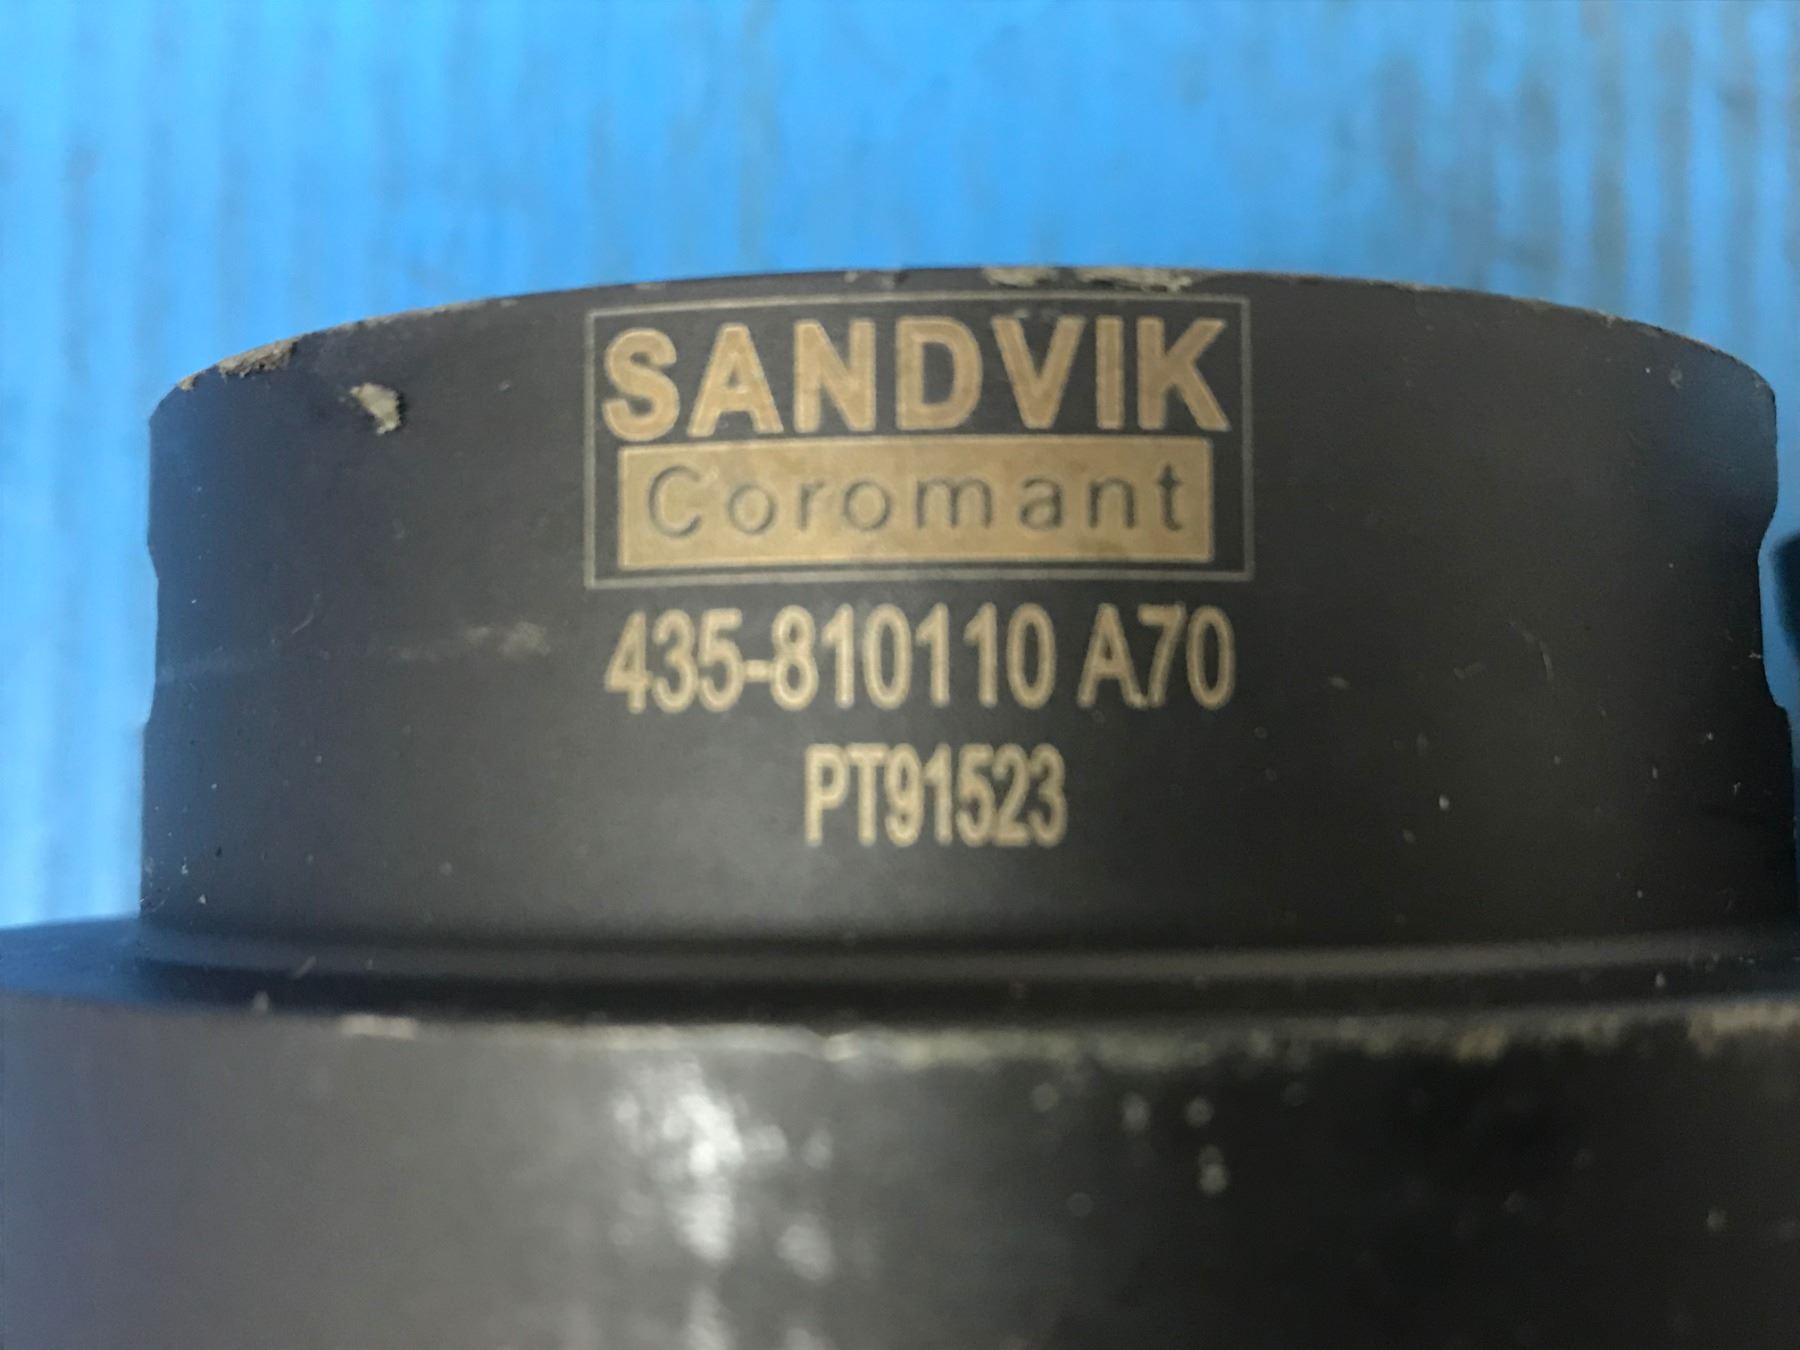 SANDVIK
Coromant
435-810110 A70
PT91523